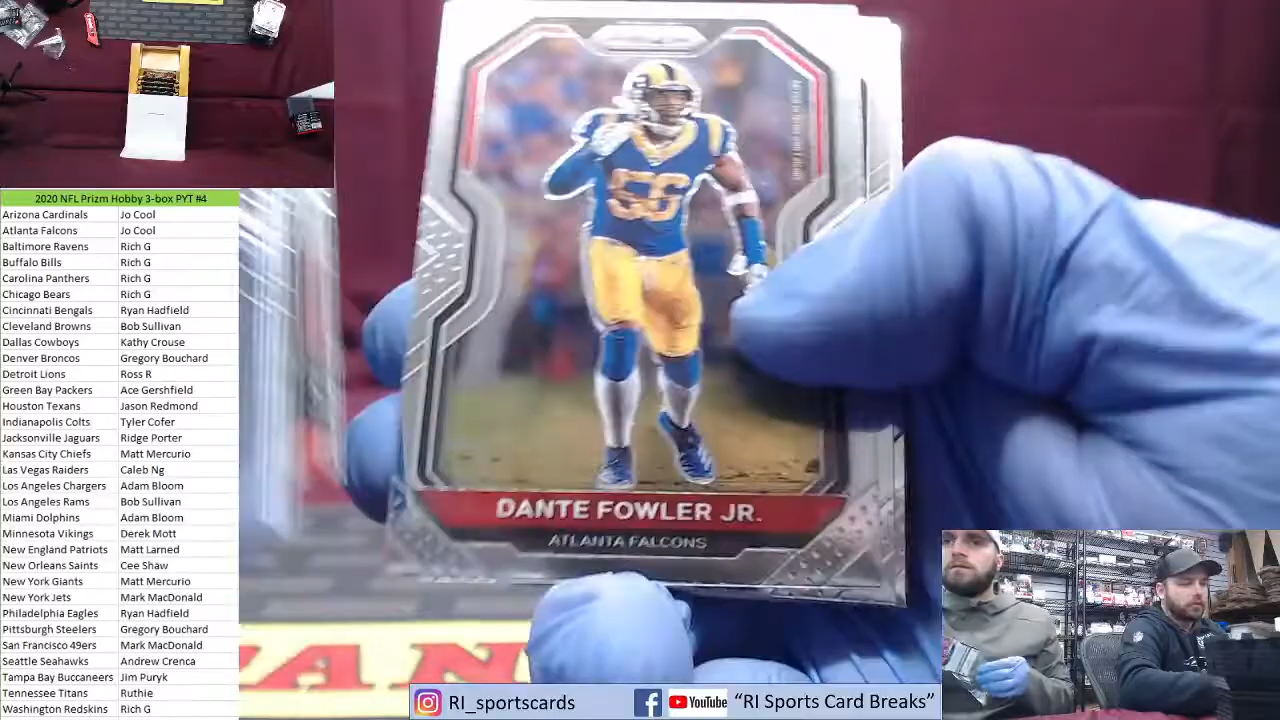 2020 NFL Prizm Hobby 3-box PYT #4
Arizona Cardinals Jo Cool
Atlanta Falcons Jo Cool
Baltimore Ravens Rich G
Buffalo Bills Rich G
Carolina Panthers Rich G
Chicago Bears Rich G
Cincinnati Bengals Ryan Hadfield
Cleveland Browns Bob Sullivan
Dallas Cowboys Kathy Crouse
Denver Broncos Gregory Bouchard
Detroit Lions Ross R
Green Bay Packers Ace Gershfield
Houston Texans Jason Redmond
Indianapolis Colts Tyler Cofer
Jacksonville Jaguars Ridge Porter
Kansas City Chiefs Matt Mercurio
Las Vegas Raiders Caleb Ng
Los Angeles Chargers Adam Bloom
Los Angeles Rams Bob Sullivan
Miami Dolphins Adam Bloom
Minnesota Vikings Derek Mott
New England Patriots Matt Larned
New Orleans Saints Cee Shaw
New York Giants Matt Mercurio
New York Jets Mark MacDonald
Philadelphia Eagles Ryan Hadfield
Pittsburgh Steelers Gregory Bouchard
San Francisco 49ers Mark MacDonald
Seattle Seahawks Andrew Crenca
Tampa Bay Buccaneers Jim Puryk
Tennessee Titans Ruthie
Washington Redskins Rich G
56
DANTE FOWLER JR.
ATLANTA FALCONS
RI_sportscards
YouTube "RI Sports Card Breaks"